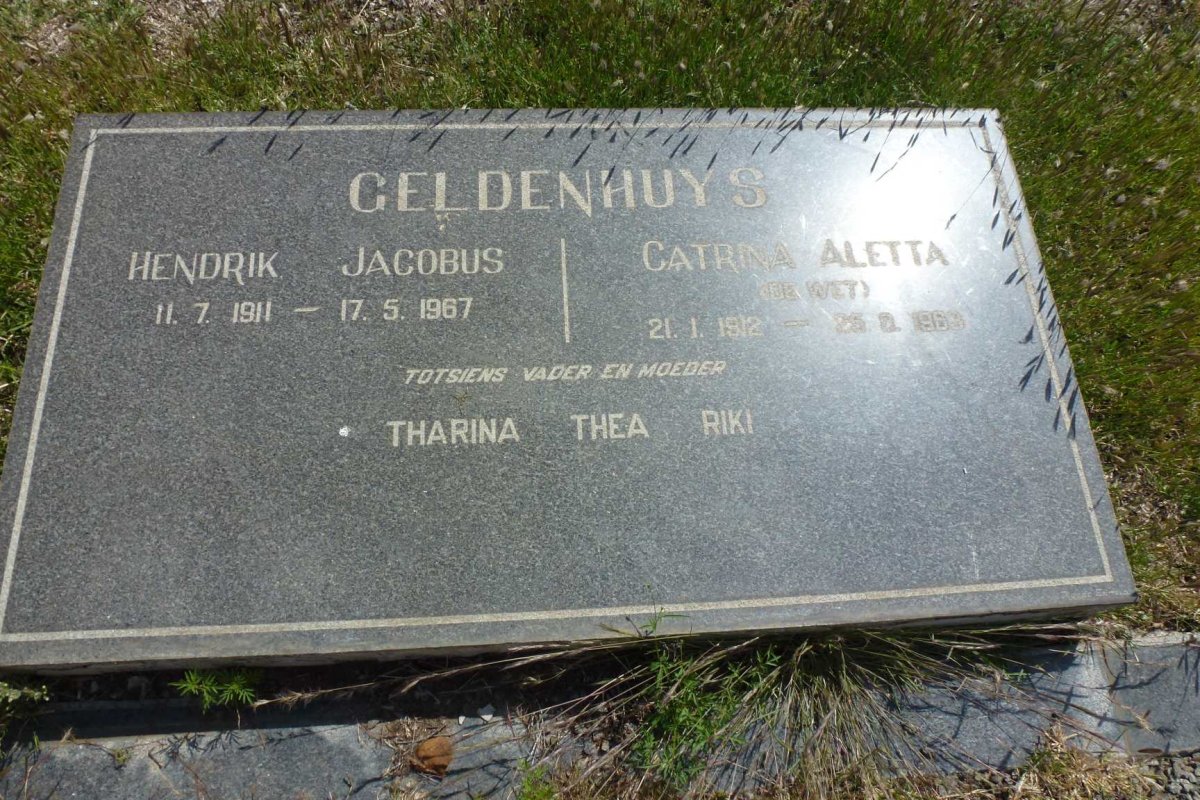 GELDENHUYS
HENDRIK JACOBUS
11. 7. 1911 — 17. 5. 1967
CATRINA ALETTA
(DE WET)
21. 1. 1912 —
TOTSIENS VADER EN MOEDER
THARINA THEA RIKI